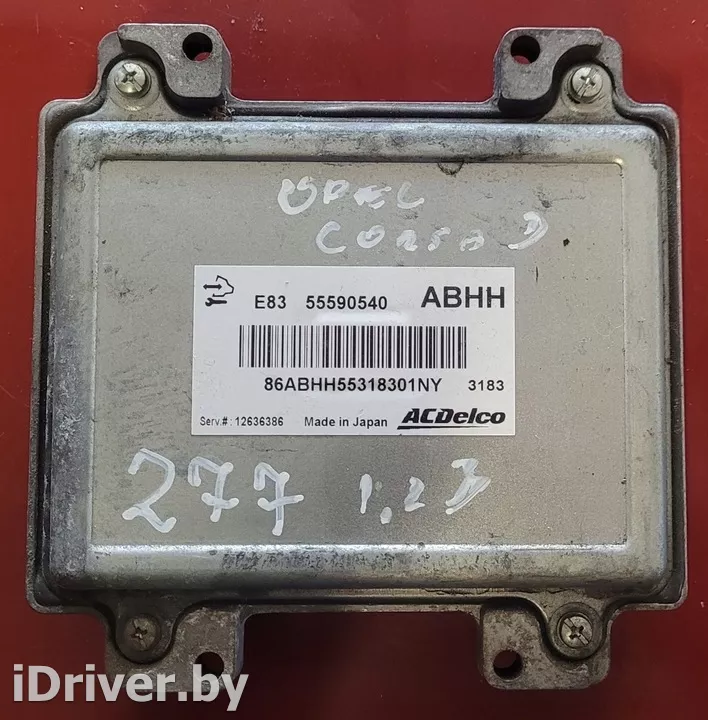 OPEL
CORSA D
E83 55590540 ABHH
86ABHH55318301NY 3183
Serv.#: 12636386 Made in Japan ACDelco
277 1.2 З
iDriver.by